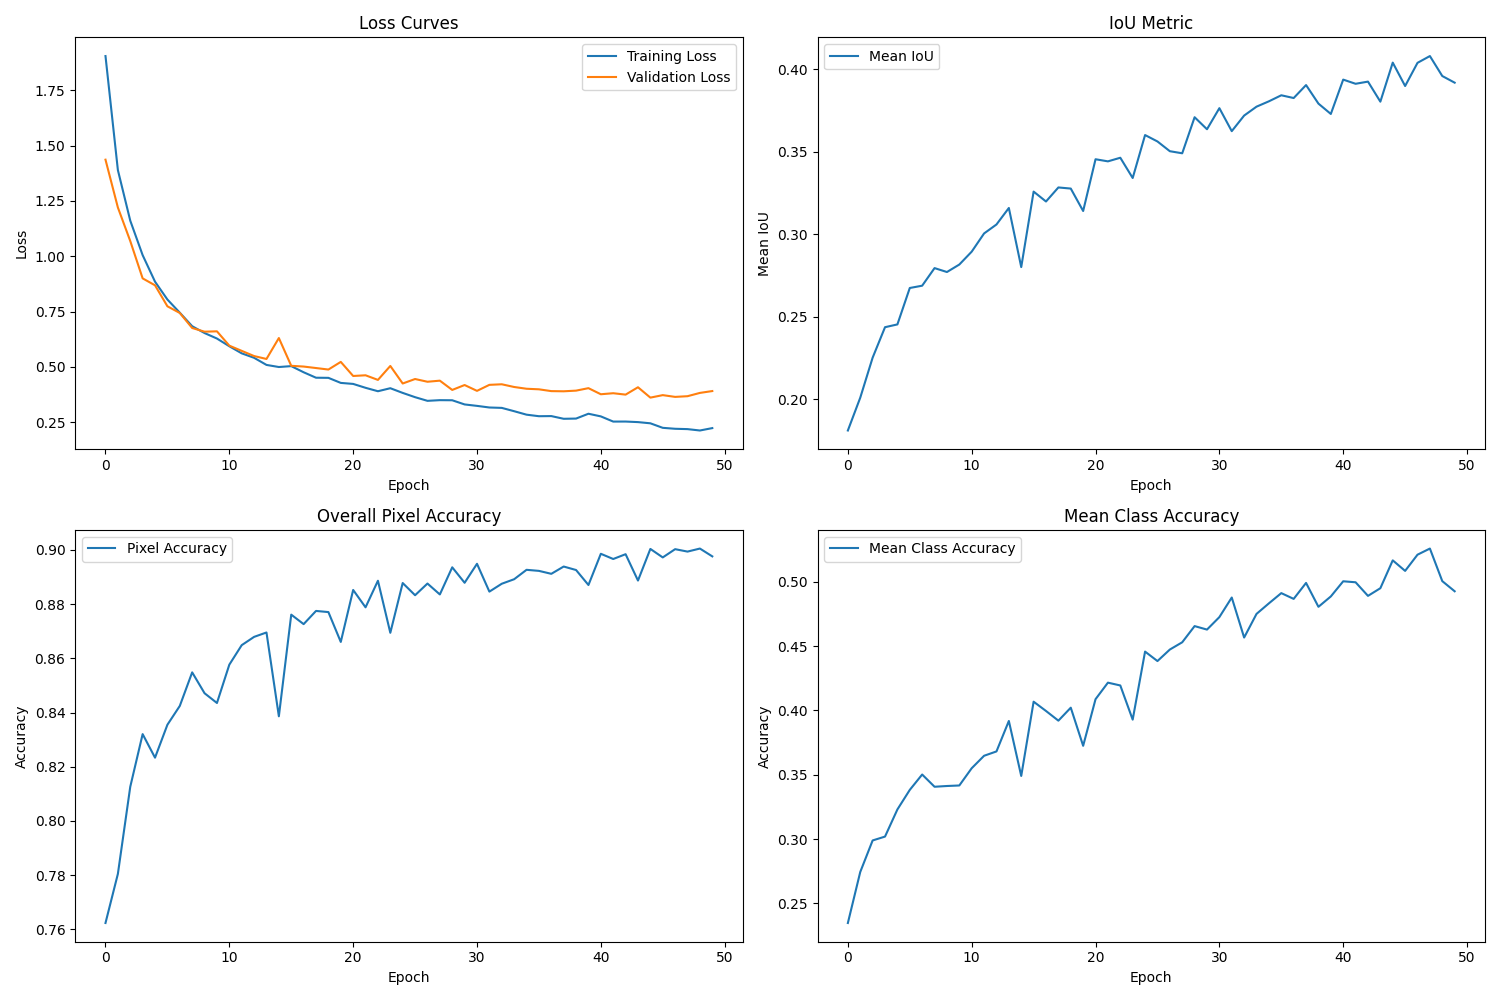 Loss Curves
Training Loss
Validation Loss
1.75
1.50
1.25
1.00
0.75
0.50
0.25
Loss
0 10 20 30 40 50
Epoch
IoU Metric
Mean IoU
0.40
0.35
0.30
0.25
0.20
Mean IoU
0 10 20 30 40 50
Epoch
Overall Pixel Accuracy
Pixel Accuracy
0.90
0.88
0.86
0.84
0.82
0.80
0.78
0.76
Accuracy
0 10 20 30 40 50
Epoch
Mean Class Accuracy
Mean Class Accuracy
0.50
0.45
0.40
0.35
0.30
0.25
Accuracy
0 10 20 30 40 50
Epoch